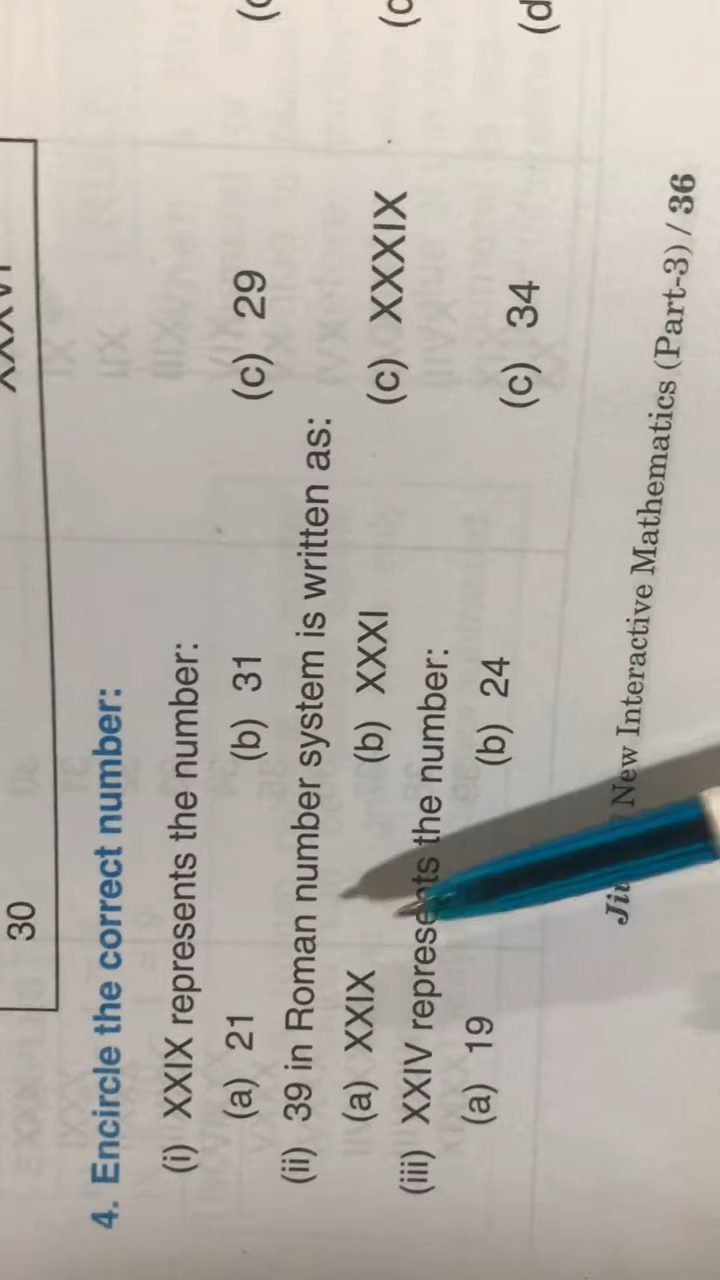 30
4. Encircle the correct number:
(i) XXIX represents the number:
(a) 21 (b) 31 (c) 29
(ii) 39 in Roman number system is written as:
(a) XXIX (b) XXXI (c) XXXIX
(iii) XXIV represents the number:
(a) 19 (b) 24 (c) 34 (d
New Interactive Mathematics (Part-3) / 36